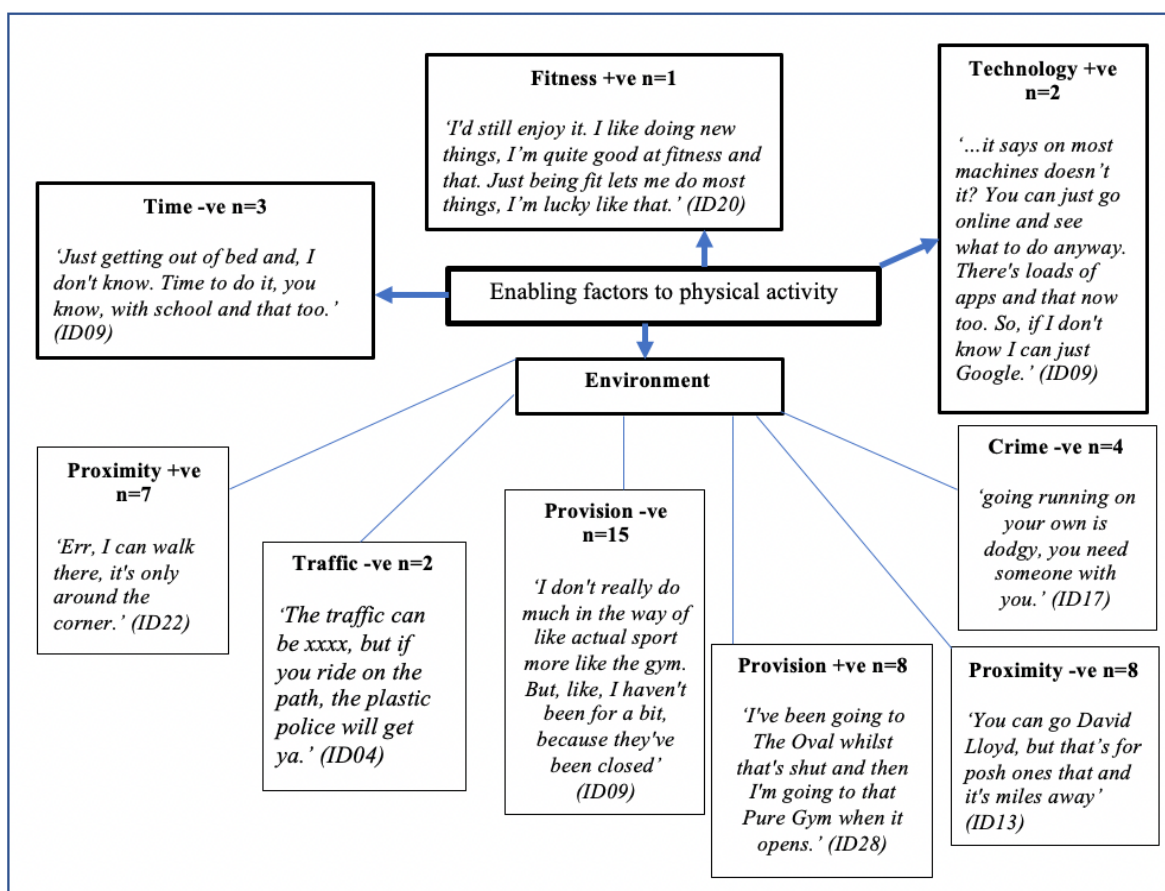 Fitness +ve n=1
‘I'd still enjoy it. I like doing new
things, I’m quite good at fitness and
that. Just being fit lets me do most
things, I’m lucky like that.’ (ID20)
Technology +ve
n=2
‘…it says on most
machines doesn’t
it? You can just go
online and see
what to do anyway.
There's loads of
apps and that now
too. So, if I don't
know I can just
Google.’ (ID09)
Time -ve n=3
‘Just getting out of bed and, I
don't know. Time to do it, you
know, with school and that too.’
(ID09)
Enabling factors to physical activity
Environment
Proximity +ve
n=7
‘Err, I can walk
there, it's only
around the
corner.’ (ID22)
Traffic -ve n=2
‘The traffic can
be xxxx, but if
you ride on the
path, the plastic
police will get
ya.’ (ID04)
Provision -ve
n=15
‘I don't really do
much in the way of
like actual sport
more like the gym.
But, like, I haven't
been for a bit,
because they've
been closed’
(ID09)
Provision +ve n=8
‘I've been going to
The Oval whilst
that's shut and then
I'm going to that
Pure Gym when it
opens.’ (ID28)
Crime -ve n=4
‘going running on
your own is
dodgy, you need
someone with
you.’ (ID17)
Proximity -ve n=8
‘You can go David
Lloyd, but that’s for
posh ones that and
it's miles away’
(ID13)